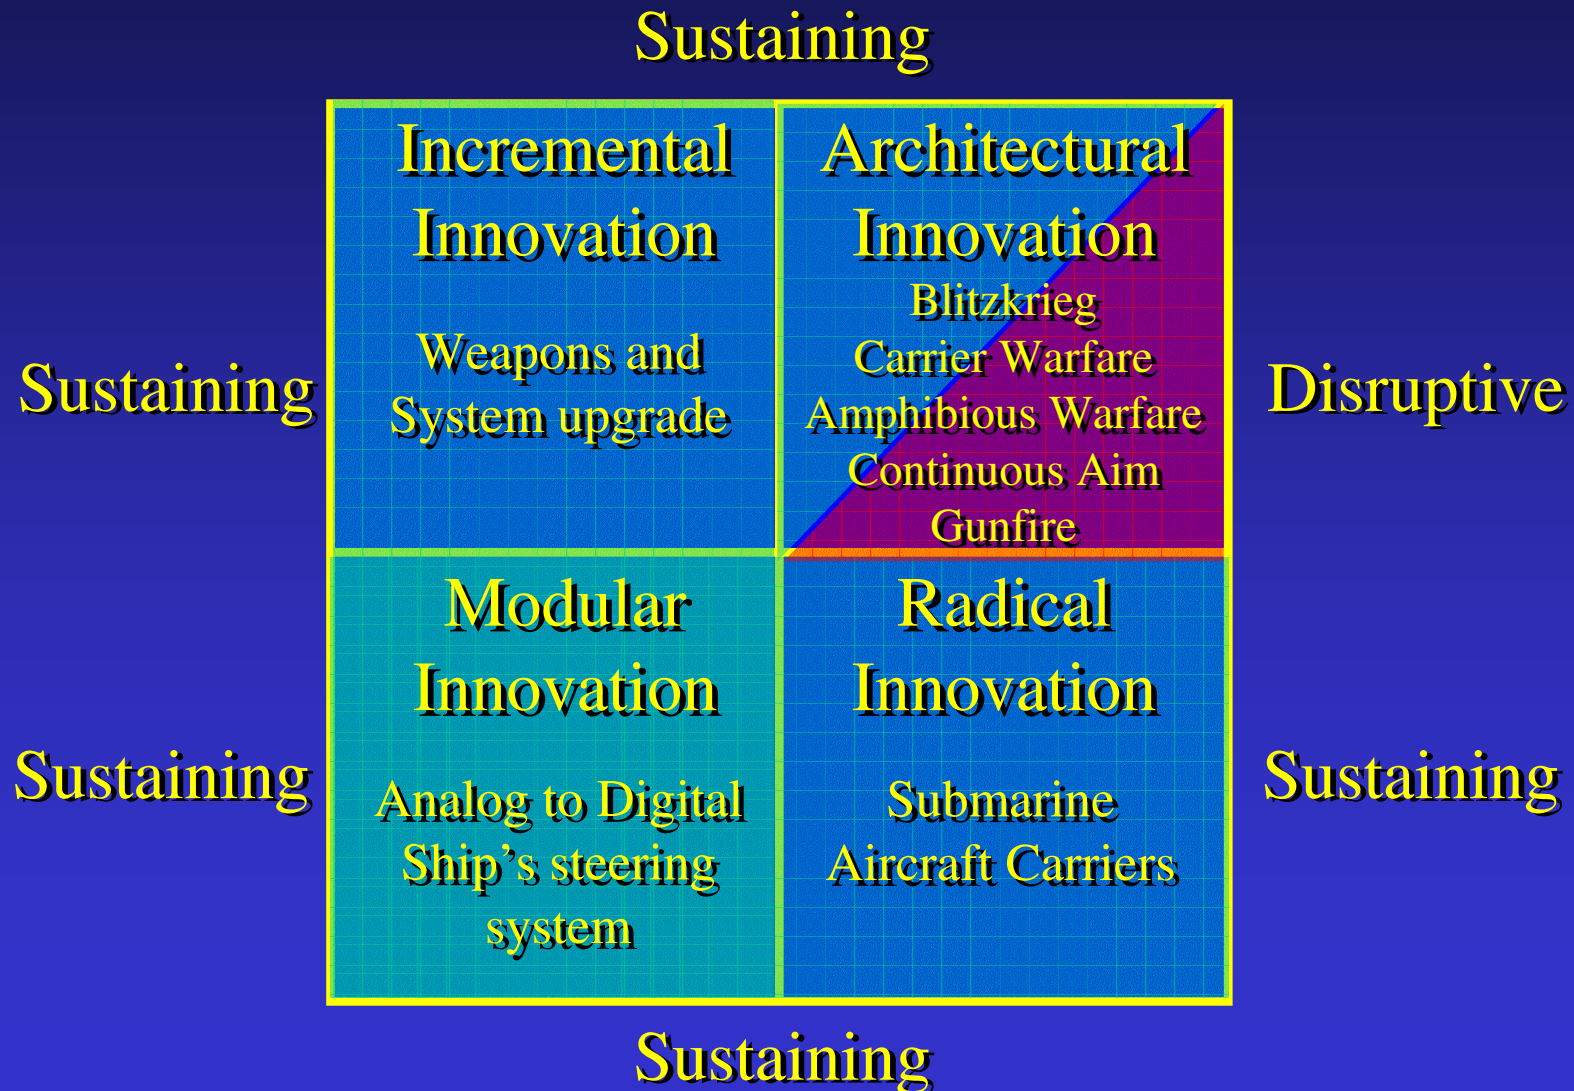 Sustaining
Incremental
Innovation
Weapons and
System upgrade
Architectural
Innovation
Blitzkrieg
Carrier Warfare
Amphibious Warfare
Continuous Aim
Gunfire
Sustaining
Disruptive
Modular
Innovation
Analog to Digital
Ship’s steering
system
Radical
Innovation
Submarine
Aircraft Carriers
Sustaining
Sustaining
Sustaining